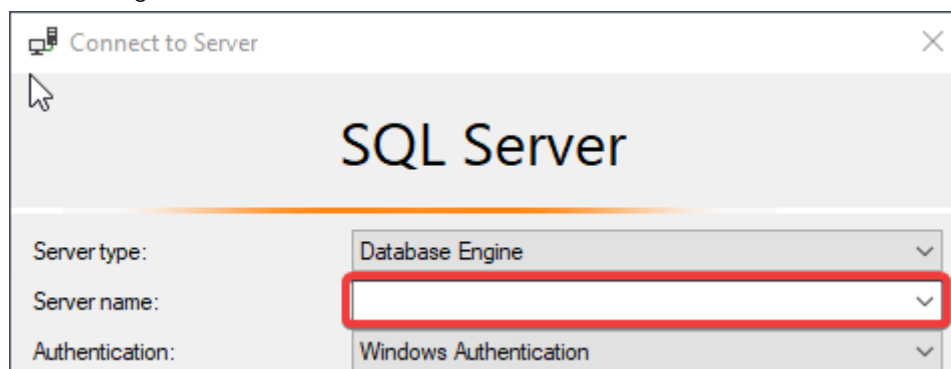 Connect to Server
SQL Server
Server type: Database Engine
Server name:
Authentication: Windows Authentication